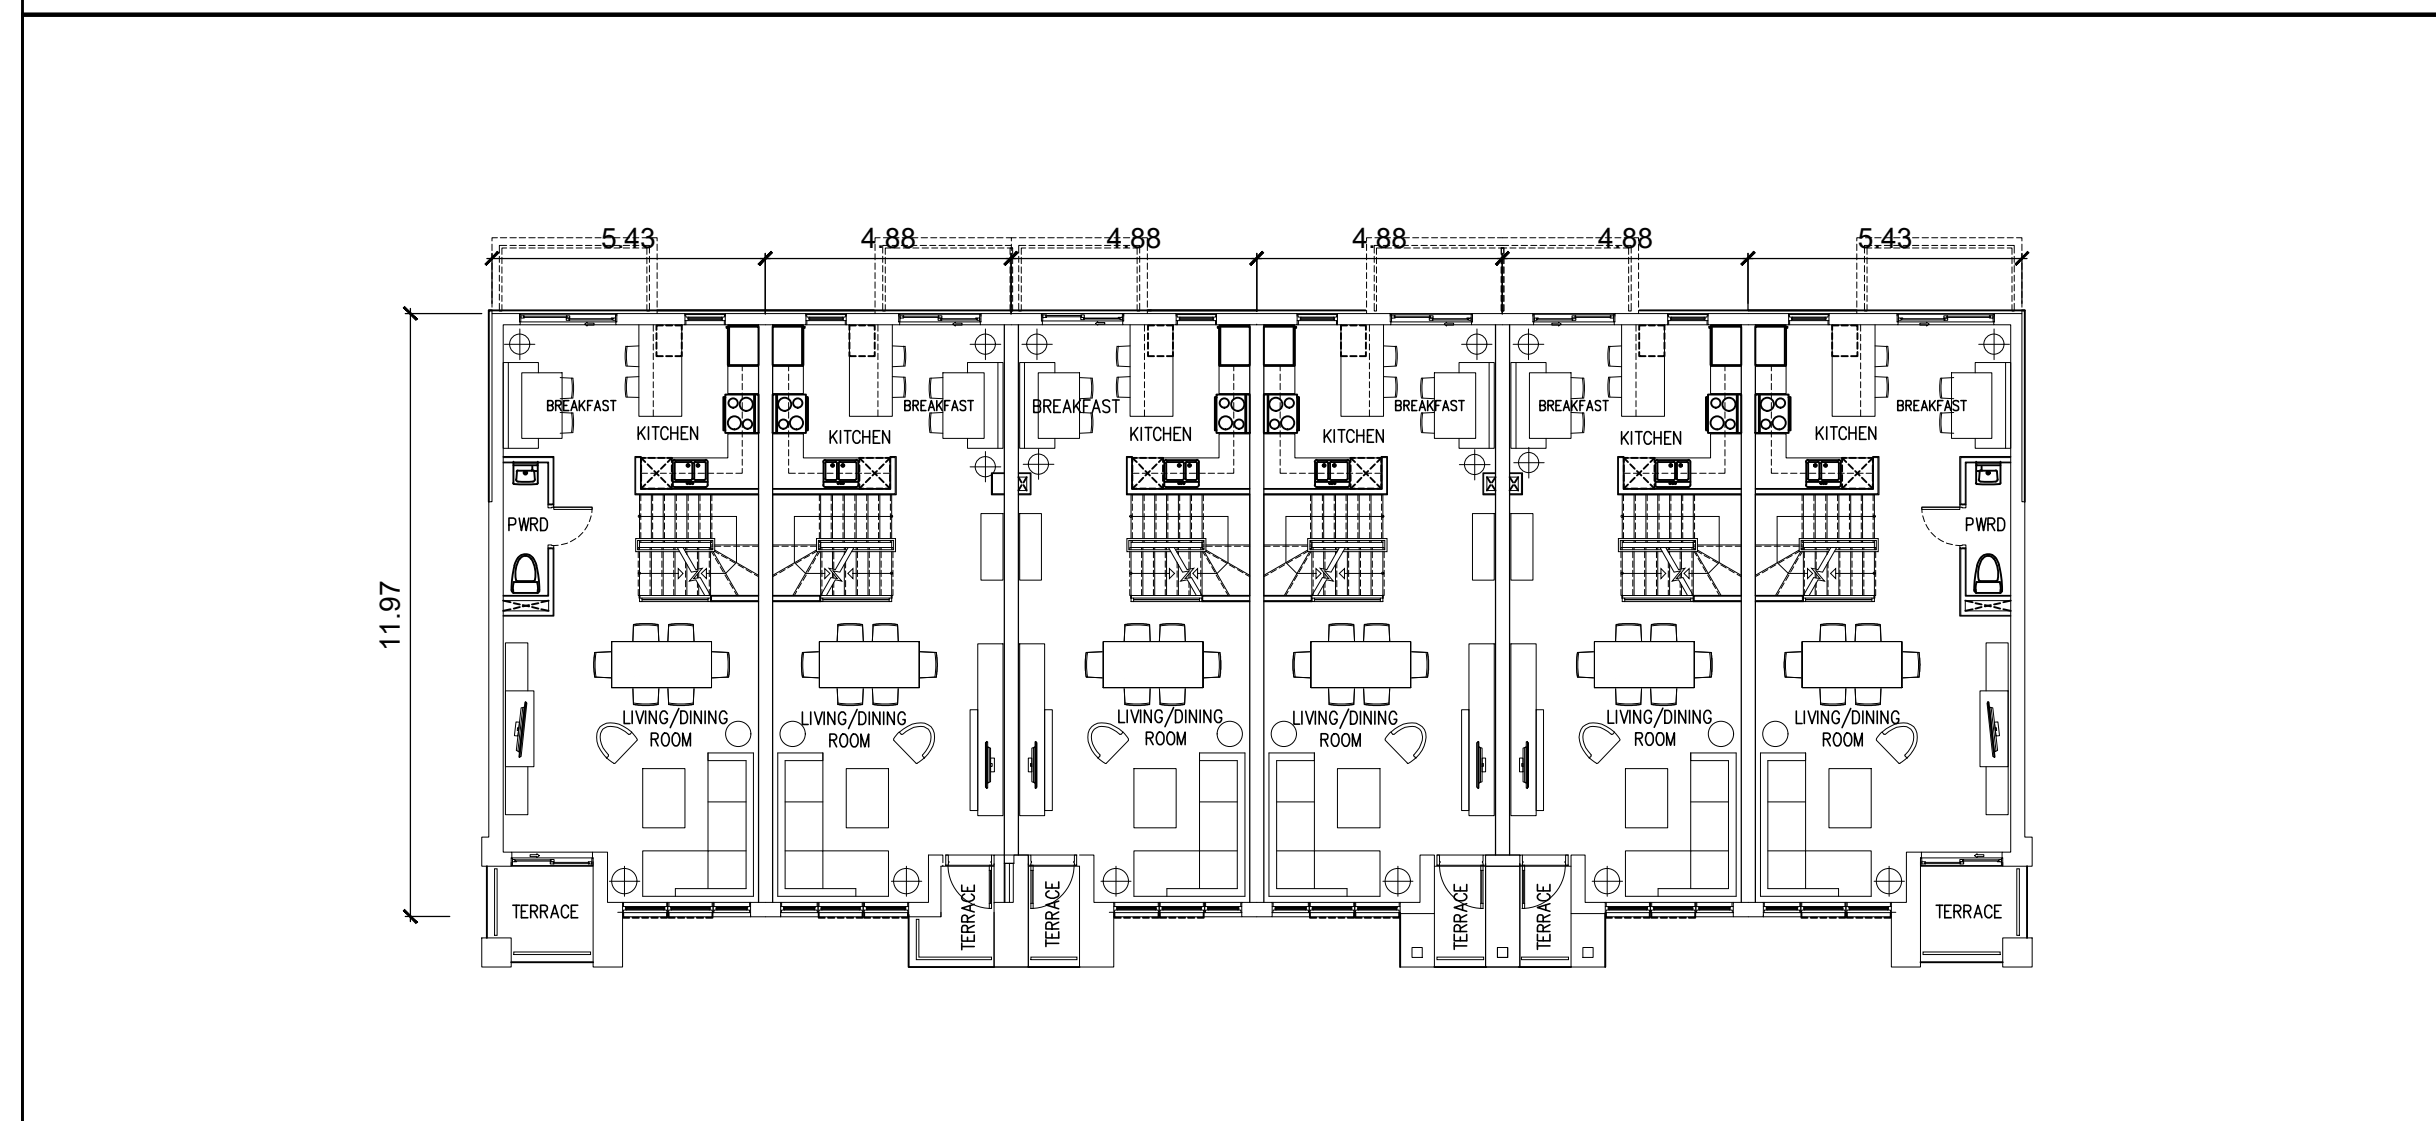 5.43 4.88 4.88 4.88 4.88 5.43
BREAKFAST BREAKFAST BREAKFAST BREAKFAST BREAKFAST BREAKFAST
KITCHEN KITCHEN KITCHEN KITCHEN KITCHEN KITCHEN
PWRD PWRD
11.97
LIVING/DINING LIVING/DINING LIVING/DINING LIVING/DINING LIVING/DINING LIVING/DINING
ROOM ROOM ROOM ROOM ROOM ROOM
TERRACE TERRACE TERRACE TERRACE TERRACE TERRACE